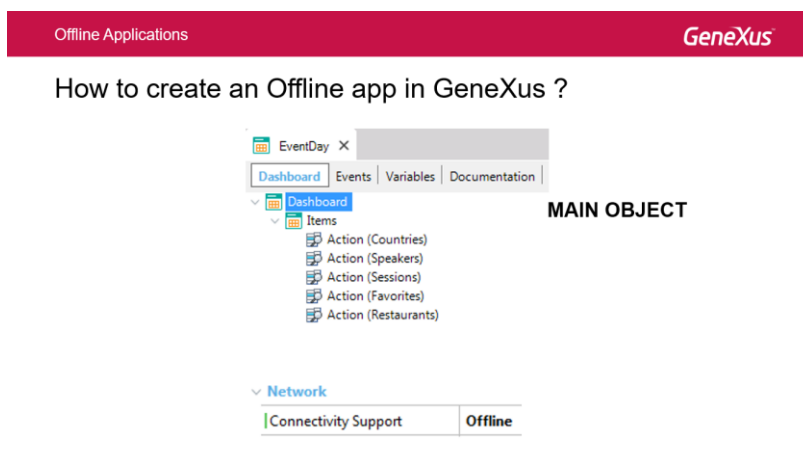 Offline Applications
GeneXus™
How to create an Offline app in GeneXus ?
EventDay
Dashboard Events Variables Documentation
Dashboard
MAIN OBJECT
Items
Action (Countries)
Action (Speakers)
Action (Sessions)
Action (Favorites)
Action (Restaurants)
Network
Connectivity Support Offline